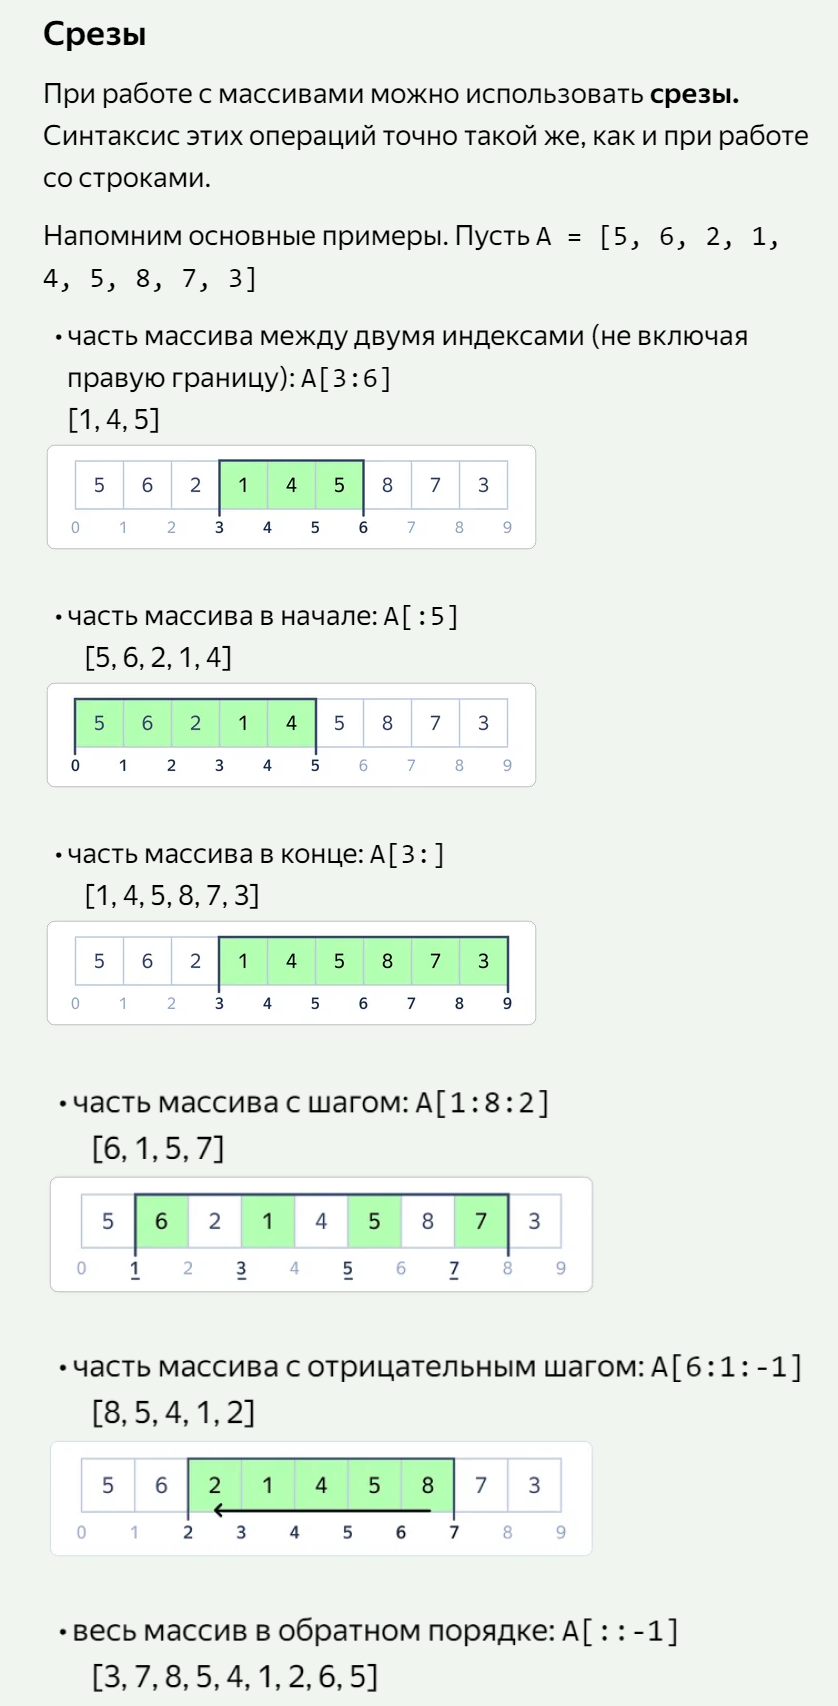 Срезы
При работе с массивами можно использовать срезы.
Синтаксис этих операций точно такой же, как и при работе
со строками.
Напомним основные примеры. Пусть A = [5, 6, 2, 1,
4, 5, 8, 7, 3]
• часть массива между двумя индексами (не включая
правую границу): A[3:6]
[1, 4, 5]
5 6 2 1 4 5 8 7 3
0 1 2 3 4 5 6 7 8 9
• часть массива в начале: A[:5]
[5, 6, 2, 1, 4]
5 6 2 1 4 5 8 7 3
0 1 2 3 4 5 6 7 8 9
• часть массива в конце: A[3:]
[1, 4, 5, 8, 7, 3]
5 6 2 1 4 5 8 7 3
0 1 2 3 4 5 6 7 8 9
• часть массива с шагом: A[1:8:2]
[6, 1, 5, 7]
5 6 2 1 4 5 8 7 3
0 1 2 3 4 5 6 7 8 9
• часть массива с отрицательным шагом: A[6:1:-1]
[8, 5, 4, 1, 2]
5 6 2 1 4 5 8 7 3
0 1 2 3 4 5 6 7 8 9
• весь массив в обратном порядке: A[::-1]
[3, 7, 8, 5, 4, 1, 2, 6, 5]